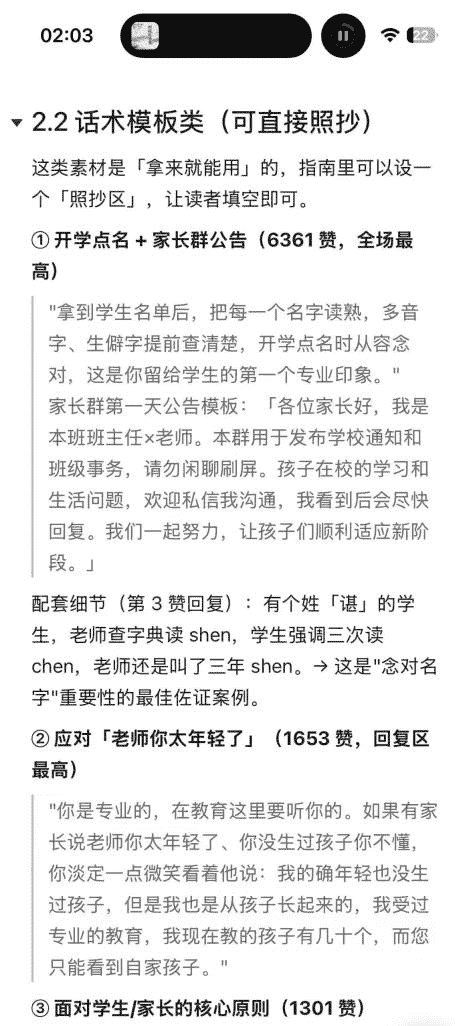 02:03
22
2.2 话术模板类（可直接照抄）
这类素材是「拿来就能用」的，指南里可以设一
个「照抄区」，让读者填空即可。
① 开学点名 + 家长群公告（6361 赞，全场最
高）
"拿到学生名单后，把每一个名字读熟，多音
字、生僻字提前查清楚，开学点名时从容念
对，这是你留给学生的第一个专业印象。"
家长群第一天公告模板：「各位家长好，我是
本班班主任×老师。本群用于发布学校通知和
班级事务，请勿闲聊刷屏。孩子在校的学习和
生活问题，欢迎私信我沟通，我看到后会尽快
回复。我们一起努力，让孩子们顺利适应新阶
段。」
配套细节（第 3 赞回复）：有个姓「谌」的学
生，老师查字典读 shen，学生强调三次读
chen，老师还是叫了三年 shen。→ 这是"念对名
字"重要性的最佳佐证案例。
② 应对「老师你太年轻了」（1653 赞，回复区
最高）
"你是专业的，在教育这里要听你的。如果有家
长说老师你太年轻了、你没生过孩子你不懂，
你淡定一点微笑看着他说：我的确年轻也没生
过孩子，但是我也是从孩子长起来的，我受过
专业的教育，我现在教的孩子有几十个，而您
只能看到自家孩子。"
③ 面对学生/家长的核心原则（1301 赞）